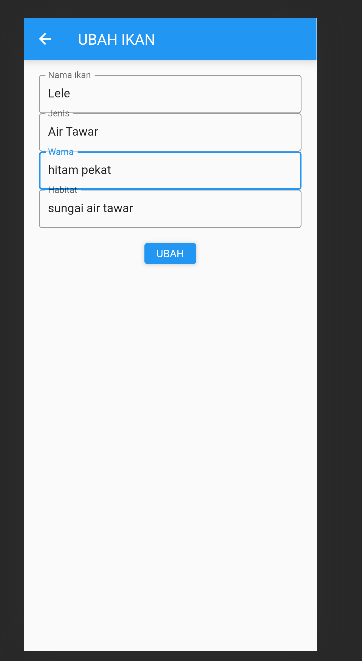 UBAH IKAN
Nama Ikan
Lele
Jenis
Air Tawar
Warna
hitam pekat
Habitat
sungai air tawar
UBAH